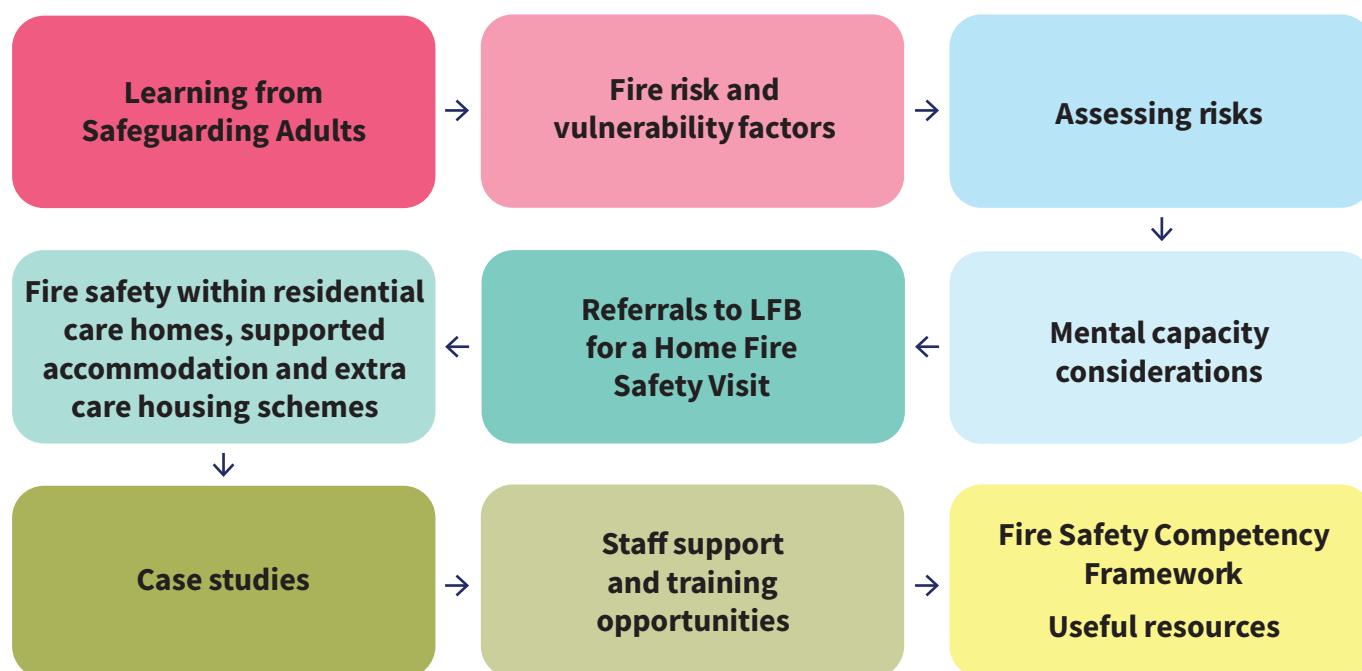 Learning from
Safeguarding Adults
Fire risk and
vulnerability factors
Assessing risks
Mental capacity
considerations
Referrals to LFB
for a Home Fire
Safety Visit
Fire safety within residential
care homes, supported
accommodation and extra
care housing schemes
Case studies
Staff support
and training
opportunities
Fire Safety Competency
Framework
Useful resources